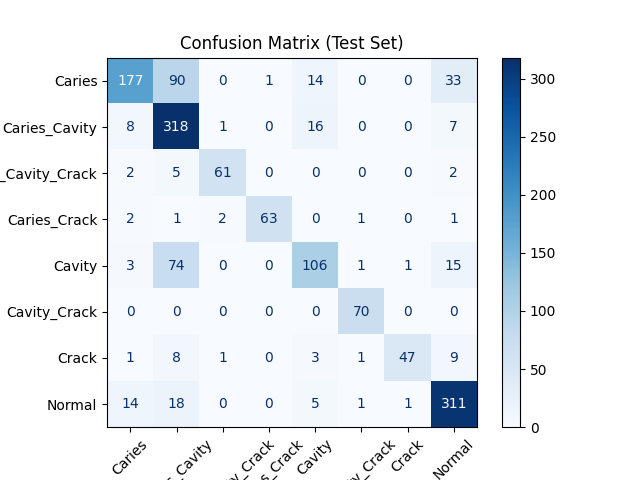 Confusion Matrix (Test Set)
Caries 177 90 0 1 14 0 0 33
Caries_Cavity 8 318 1 0 16 0 0 7
_Cavity_Crack 2 5 61 0 0 0 0 2
Caries_Crack 2 1 2 63 0 1 0 1
Cavity 3 74 0 0 106 1 1 15
Cavity_Crack 0 0 0 0 0 70 0 0
Crack 1 8 1 0 3 1 47 9
Normal 14 18 0 0 5 1 1 311
Caries s_Cavity ty_Crack s_Crack Cavity ty_Crack Crack Normal
300
250
200
150
100
50
0